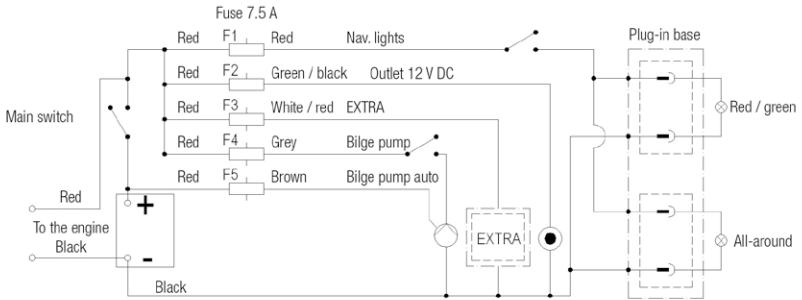 Fuse 7.5 A
Red F1 Red Nav. lights
Plug-in base
Red F2 Green / black Outlet 12 V DC
Red F3 White / red EXTRA
Red / green
Main switch
Red F4 Grey Bilge pump
Red F5 Brown Bilge pump auto
Red
+
To the engine
EXTRA
All-around
Black
-
Black